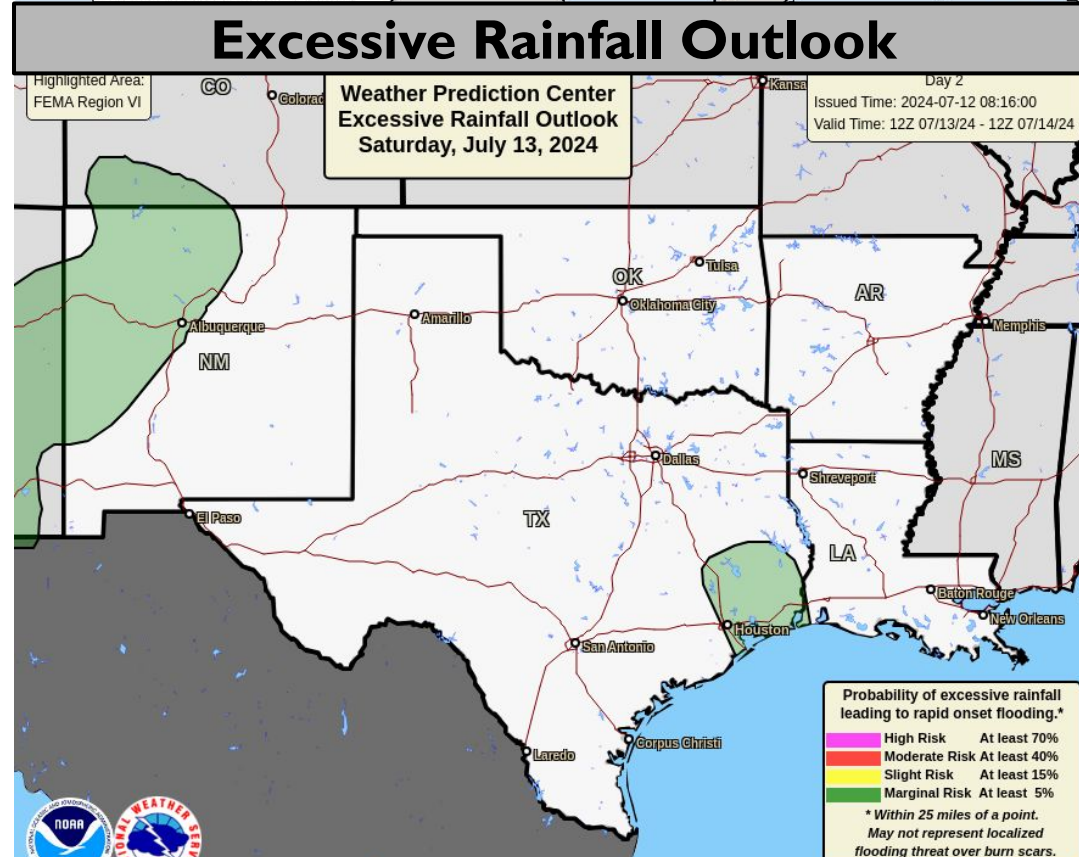 Excessive Rainfall Outlook
Highlighted Area:
FEMA Region VI
Weather Prediction Center
Excessive Rainfall Outlook
Saturday, July 13, 2024
Day 2
Issued Time: 2024-07-12 08:16:00
Valid Time: 12Z 07/13/24 - 12Z 07/14/24
CO
OK
Tulsa
Oklahoma City
AR
Albuquerque
Amarillo
Memphis
NM
Dallas
MS
Shreveport
El Paso
TX
LA
Baton Rouge
Houston
New Orleans
San Antonio
Corpus Christi
Laredo
Probability of excessive rainfall
leading to rapid onset flooding.*
High Risk At least 70%
Moderate Risk At least 40%
Slight Risk At least 15%
Marginal Risk At least 5%
* Within 25 miles of a point.
May not represent localized
flooding threat over burn scars.
NOAA
WEATHER